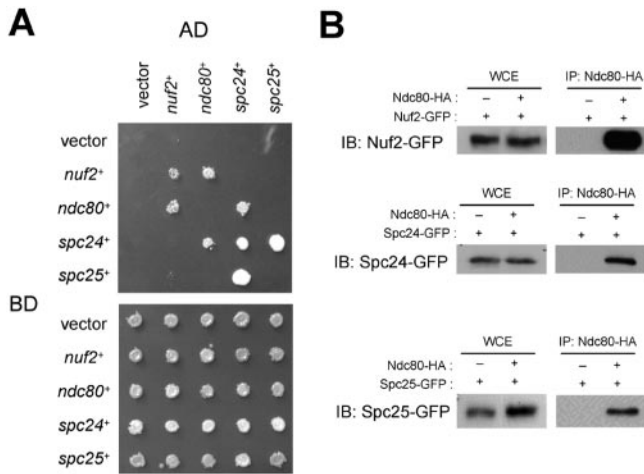 A
AD
vector
nuf2+
ndc80+
spc24+
spc25+
vector
nuf2+
ndc80+
spc24+
spc25+
BD
vector
nuf2+
ndc80+
spc24+
spc25+
B
WCE
IP: Ndc80-HA
Ndc80-HA : – + – +
Nuf2-GFP : + + + +
IB: Nuf2-GFP
WCE
IP: Ndc80-HA
Ndc80-HA : – + – +
Spc24-GFP : + + + +
IB: Spc24-GFP
WCE
IP: Ndc80-HA
Ndc80-HA : – + – +
Spc25-GFP : + + + +
IB: Spc25-GFP